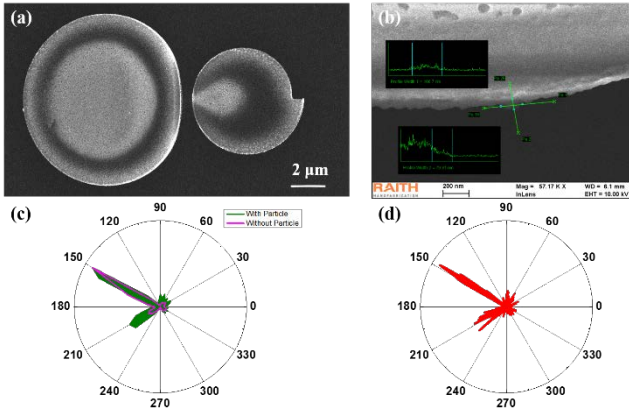 (a)
2 μm
(b)
RAITH
NANOFABRICATION
200 nm
Mag = 57.17 K X
InLens
WD = 6.1 mm
EHT = 10.00 kV
(c)
With Particle
Without Particle
90
120
60
150
30
180
0
210
330
240
300
270
(d)
90
120
60
150
30
180
0
210
330
240
300
270